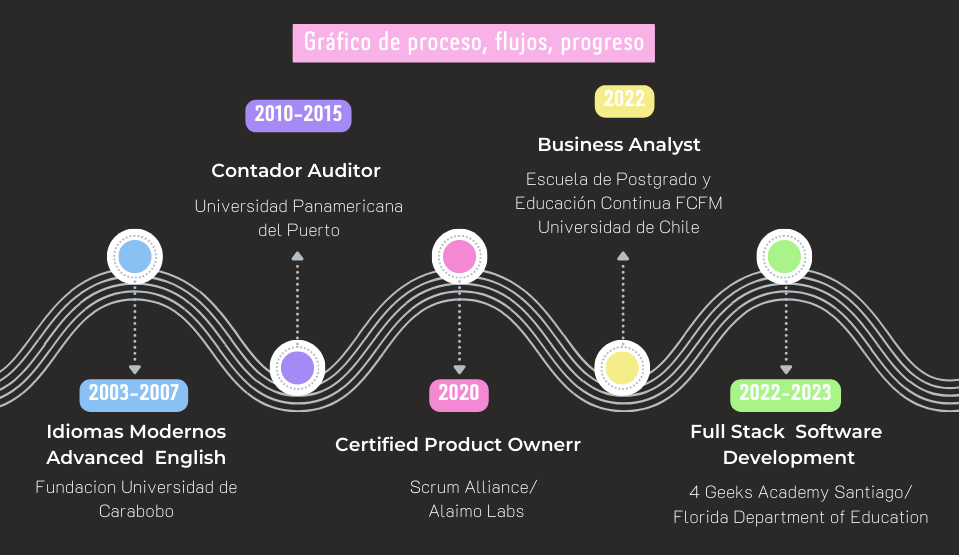 Gráfico de proceso, flujos, progreso
2003-2007
Idiomas Modernos
Advanced English
Fundacion Universidad de
Carabobo
2010-2015
Contador Auditor
Universidad Panamericana
del Puerto
2020
Certified Product Ownerr
Scrum Alliance/
Alaimo Labs
2022
Business Analyst
Escuela de Postgrado y
Educación Continua FCFM
Universidad de Chile
2022-2023
Full Stack Software
Development
4 Geeks Academy Santiago/
Florida Department of Education